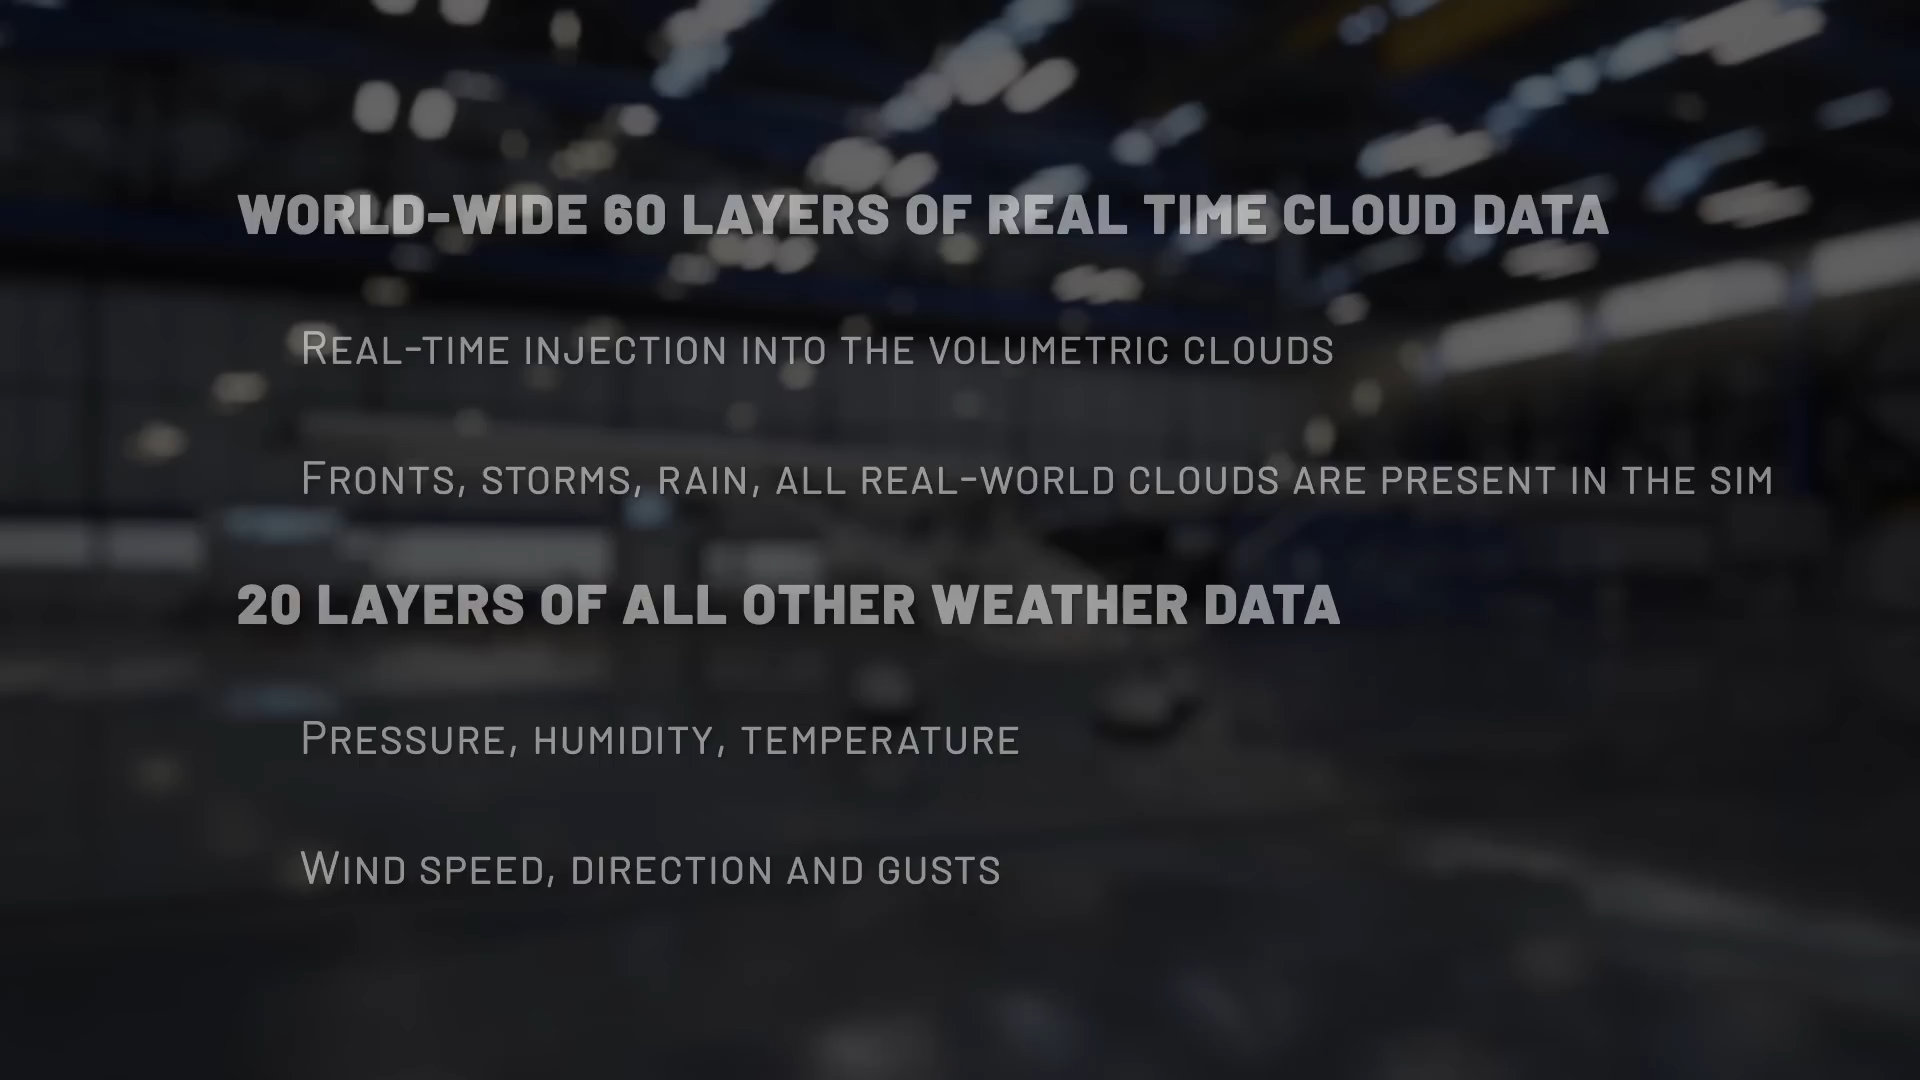 WORLD-WIDE 60 LAYERS OF REAL TIME CLOUD DATA
REAL-TIME INJECTION INTO THE VOLUMETRIC CLOUDS
FRONTS, STORMS, RAIN, ALL REAL-WORLD CLOUDS ARE PRESENT IN THE SIM
20 LAYERS OF ALL OTHER WEATHER DATA
PRESSURE, HUMIDITY, TEMPERATURE
WIND SPEED, DIRECTION AND GUSTS